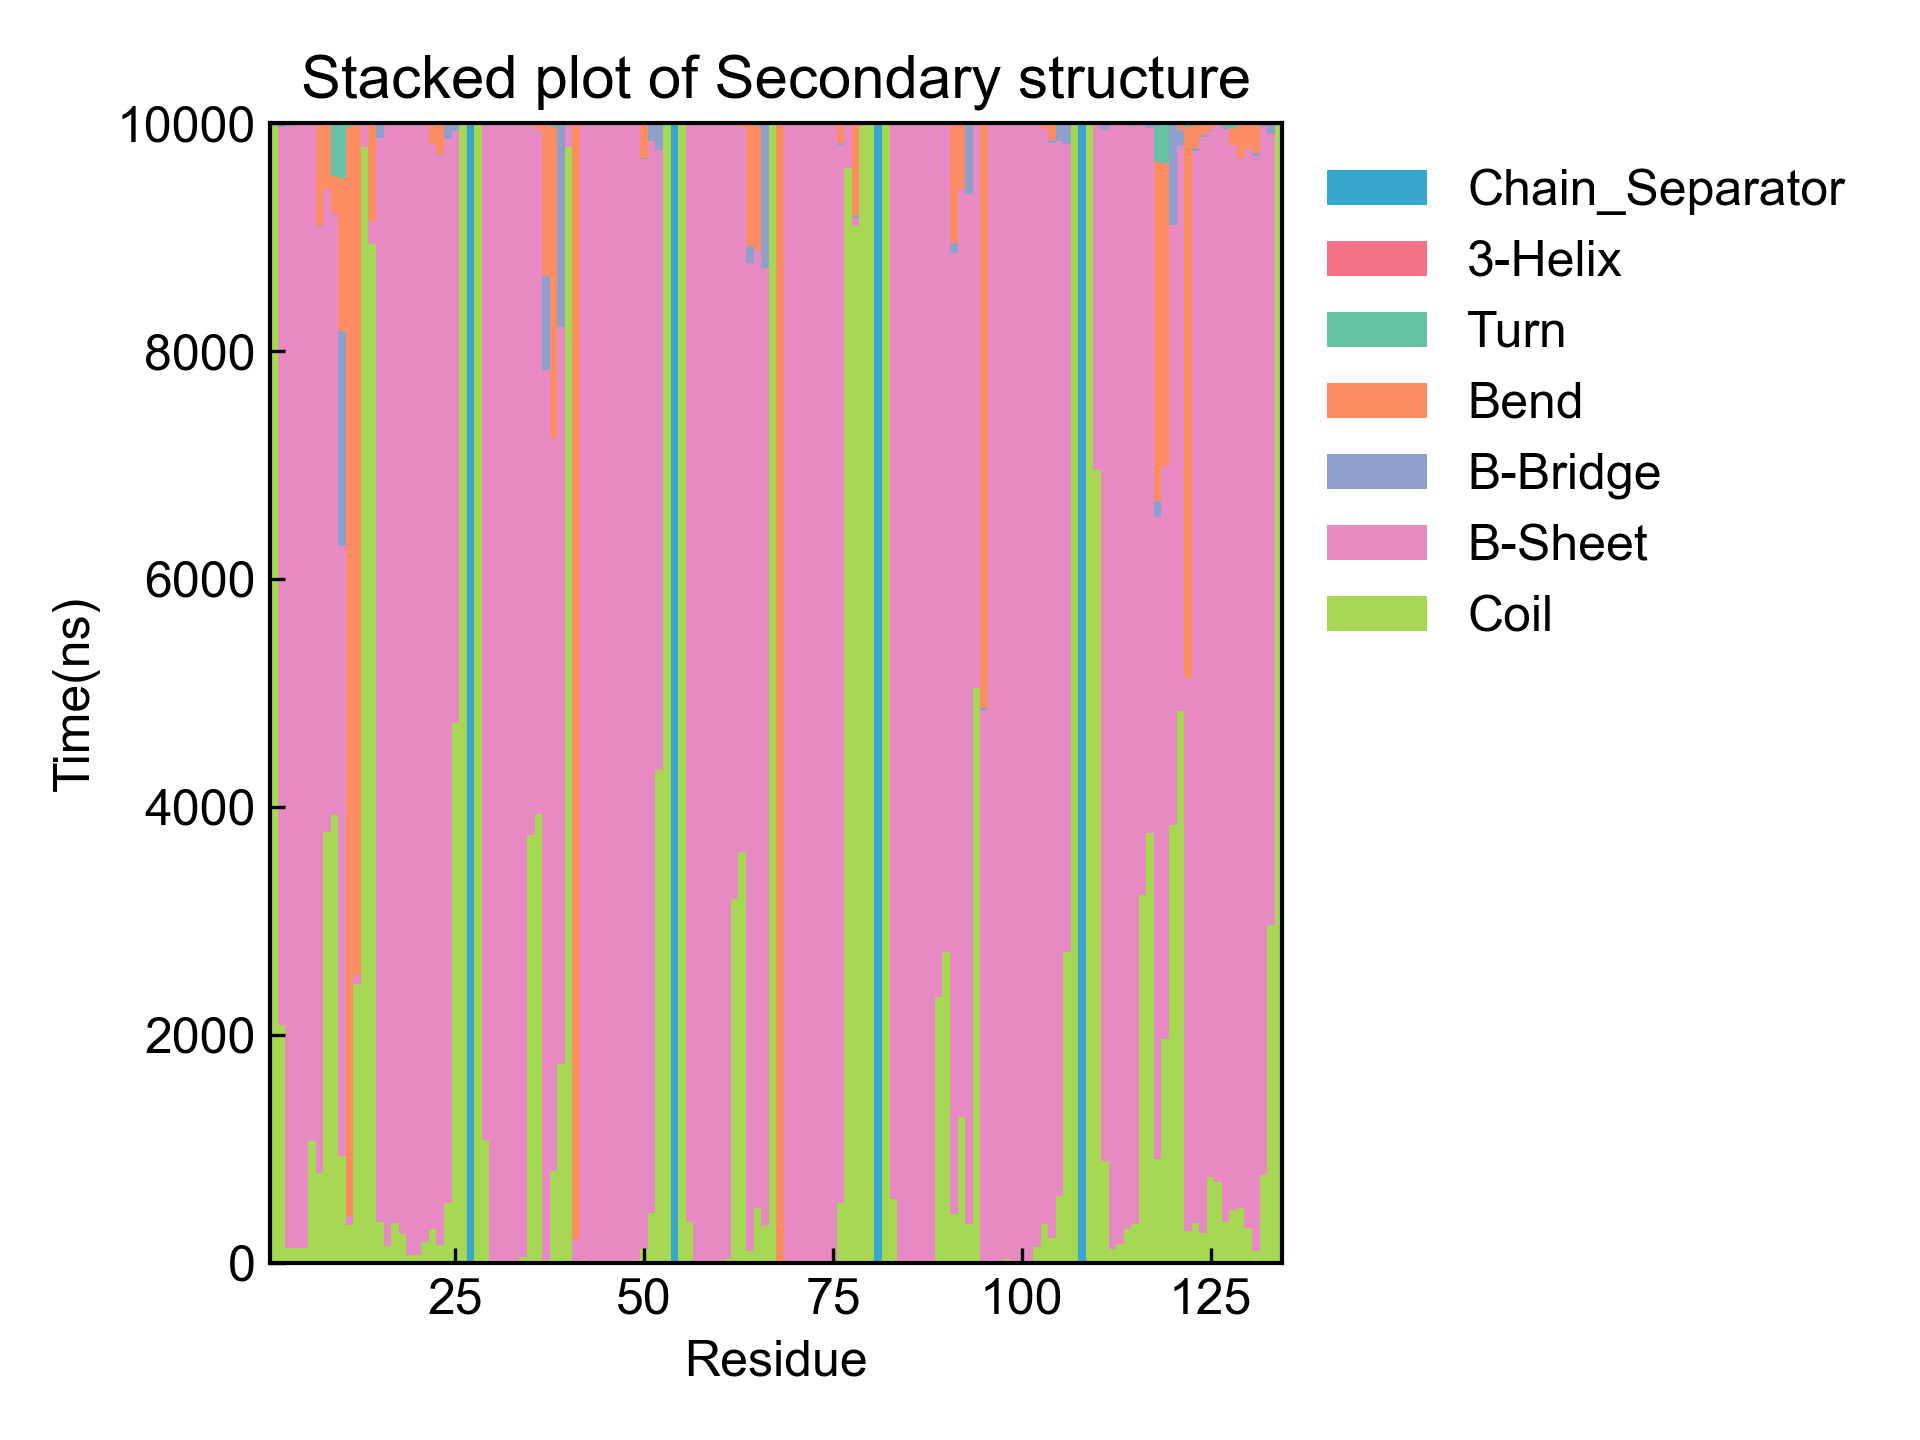 Stacked plot of Secondary structure
10000
8000
6000
4000
2000
0
Time(ns)
25 50 75 100 125
Residue
Chain_Separator
3-Helix
Turn
Bend
B-Bridge
B-Sheet
Coil